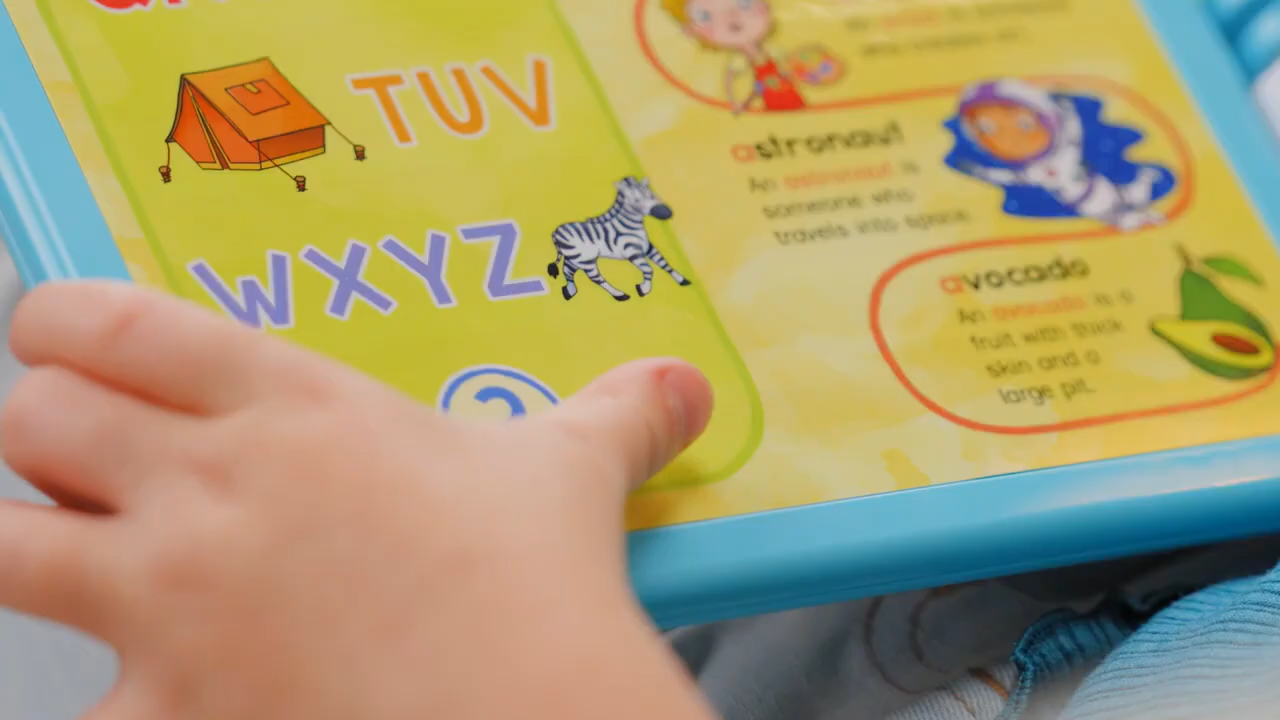 TUV
WXYZ
?
astronaut
An astronaut is
someone who
travels into space.
avocado
An avocado is a
fruit with thick
skin and a
large pit.